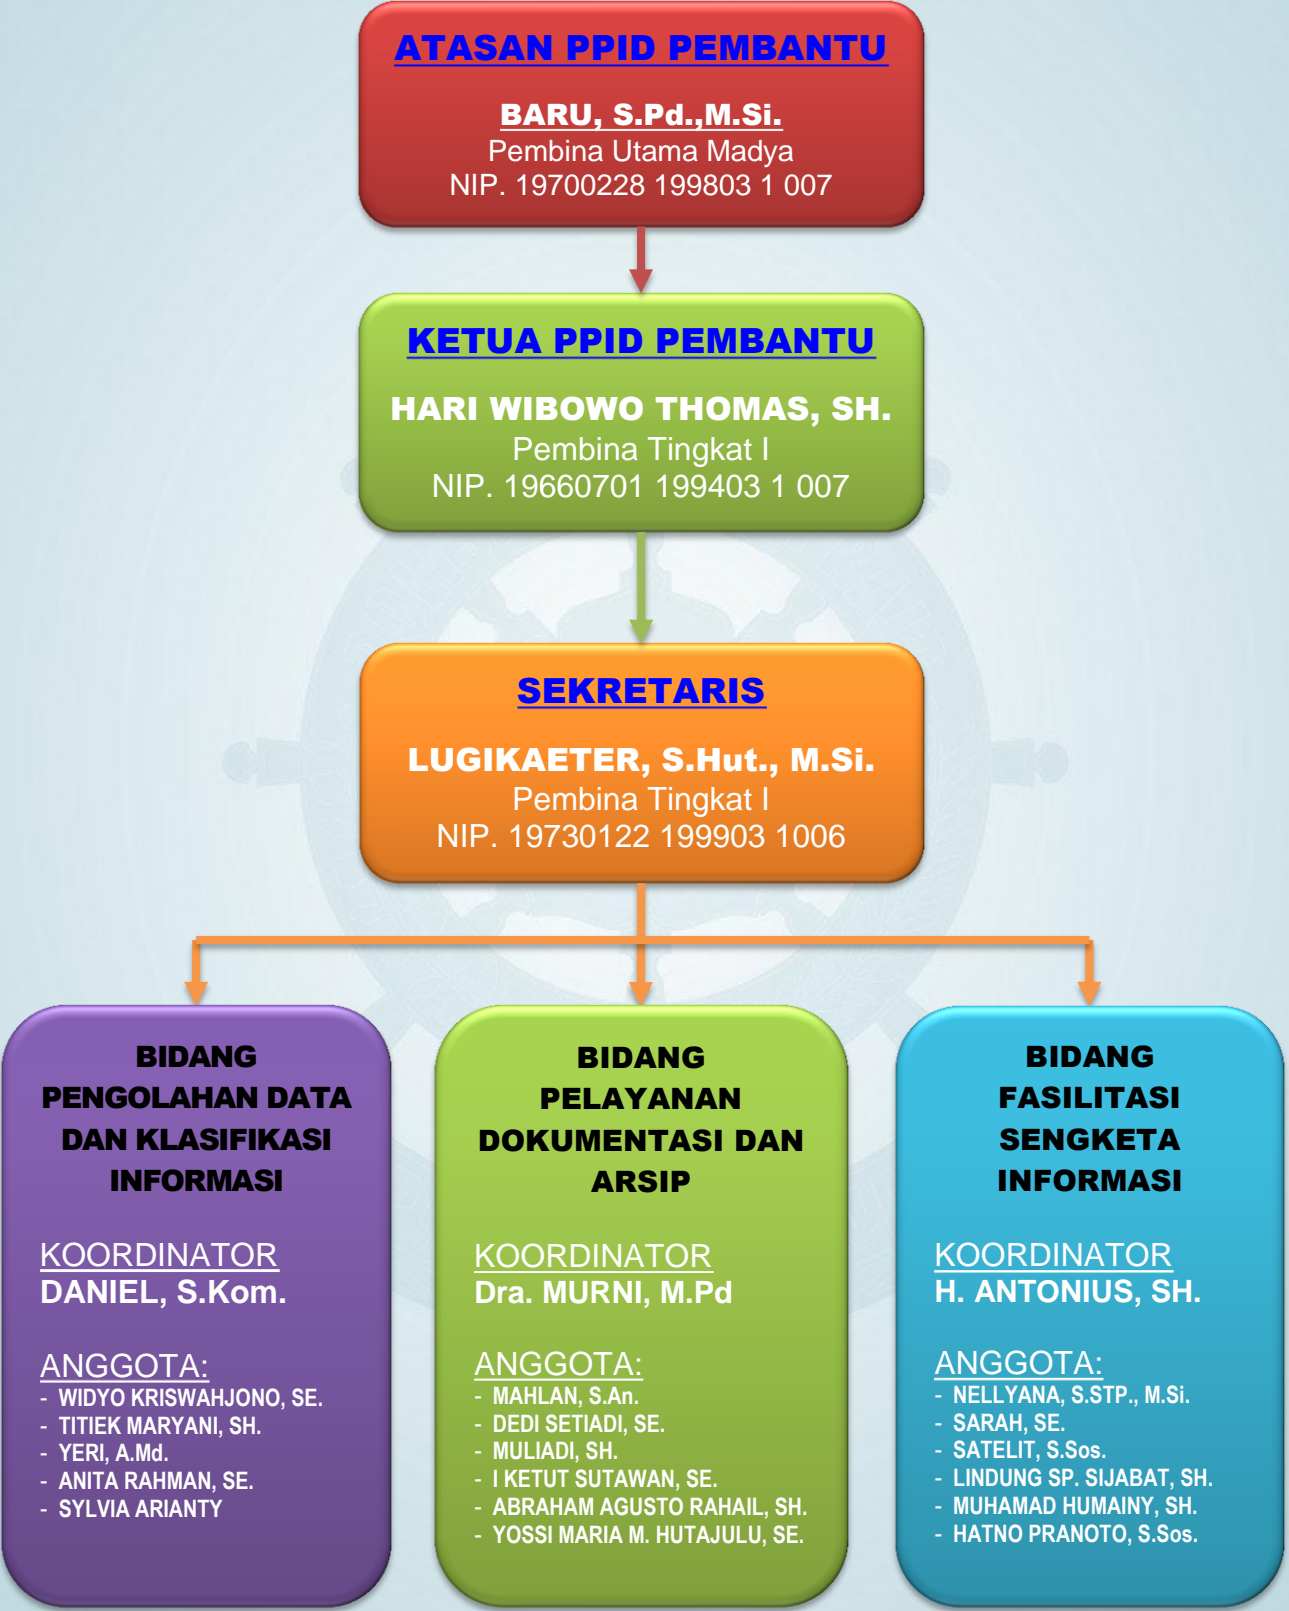 ATASAN PPID PEMBANTU
BARU, S.Pd.,M.Si.
Pembina Utama Madya
NIP. 19700228 199803 1 007
KETUA PPID PEMBANTU
HARI WIBOWO THOMAS, SH.
Pembina Tingkat I
NIP. 19660701 199403 1 007
SEKRETARIS
LUGIKAETER, S.Hut., M.Si.
Pembina Tingkat I
NIP. 19730122 199903 1006
BIDANG
PENGOLAHAN DATA
DAN KLASIFIKASI
INFORMASI
KOORDINATOR
DANIEL, S.Kom.
ANGGOTA:
- WIDYO KRISWAHJONO, SE.
- TITIEK MARYANI, SH.
- YERI, A.Md.
- ANITA RAHMAN, SE.
- SYLVIA ARIANTY
BIDANG
PELAYANAN
DOKUMENTASI DAN
ARSIP
KOORDINATOR
Dra. MURNI, M.Pd
ANGGOTA:
- MAHLAN, S.An.
- DEDI SETIADI, SE.
- MULIADI, SH.
- I KETUT SUTAWAN, SE.
- ABRAHAM AGUSTO RAHAIL, SH.
- YOSSI MARIA M. HUTAJULU, SE.
BIDANG
FASILITASI
SENGKETA
INFORMASI
KOORDINATOR
H. ANTONIUS, SH.
ANGGOTA:
- NELLYANA, S.STP., M.Si.
- SARAH, SE.
- SATELIT, S.Sos.
- LINDUNG SP. SIJABAT, SH.
- MUHAMAD HUMAINY, SH.
- HATNO PRANOTO, S.Sos.